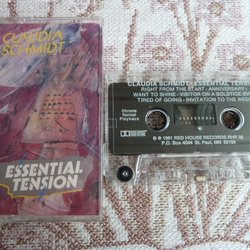 CLAUDIA
SCHMIDT
ESSENTIAL
TENSION
CLAUDIA SCHMIDT - ESSENTIAL TENSION
RIGHT FROM THE START - ANNIVERSARY -
WANT TO SHINE - VISITOR ON A SOLSTICE EVE
TIRED OF GOING - INVITATION TO THE
Chrome
Normal
Playback
DOLBY
© 1991 RED HOUSE RECORDS RHR
P.O. Box 4044 St. Paul, MN 55104